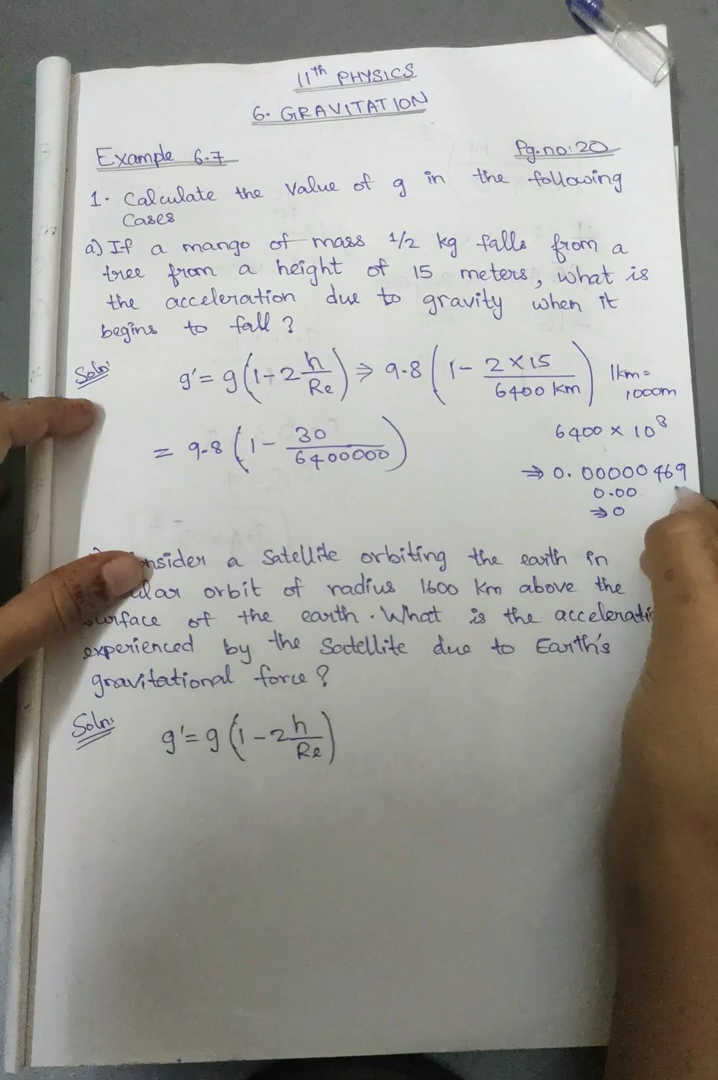 11th PHYSICS
6. GRAVITATION
Example 6.7 Pg.no:20
1. Calculate the value of g in the following
cases
a) If a mango of mass 1/2 kg falls from a
tree from a height of 15 meters, what is
the acceleration due to gravity when it
begins to fall?
Soln: g' = g (1 - 2 h/Re) ⇒ 9.8 (1 - 2×15/6400 km) 1km = 1000m
= 9.8 (1 - 30/6400000) 6400 × 10⁸
⇒ 0.00000469
0.00
⇒ 0
a satellite orbiting the earth in
orbit of radius 1600 km above the
surface of the earth. What is the
experienced by the Satellite due to Earth's
gravitational force?
Soln: g' = g (1 - 2 h/Re)